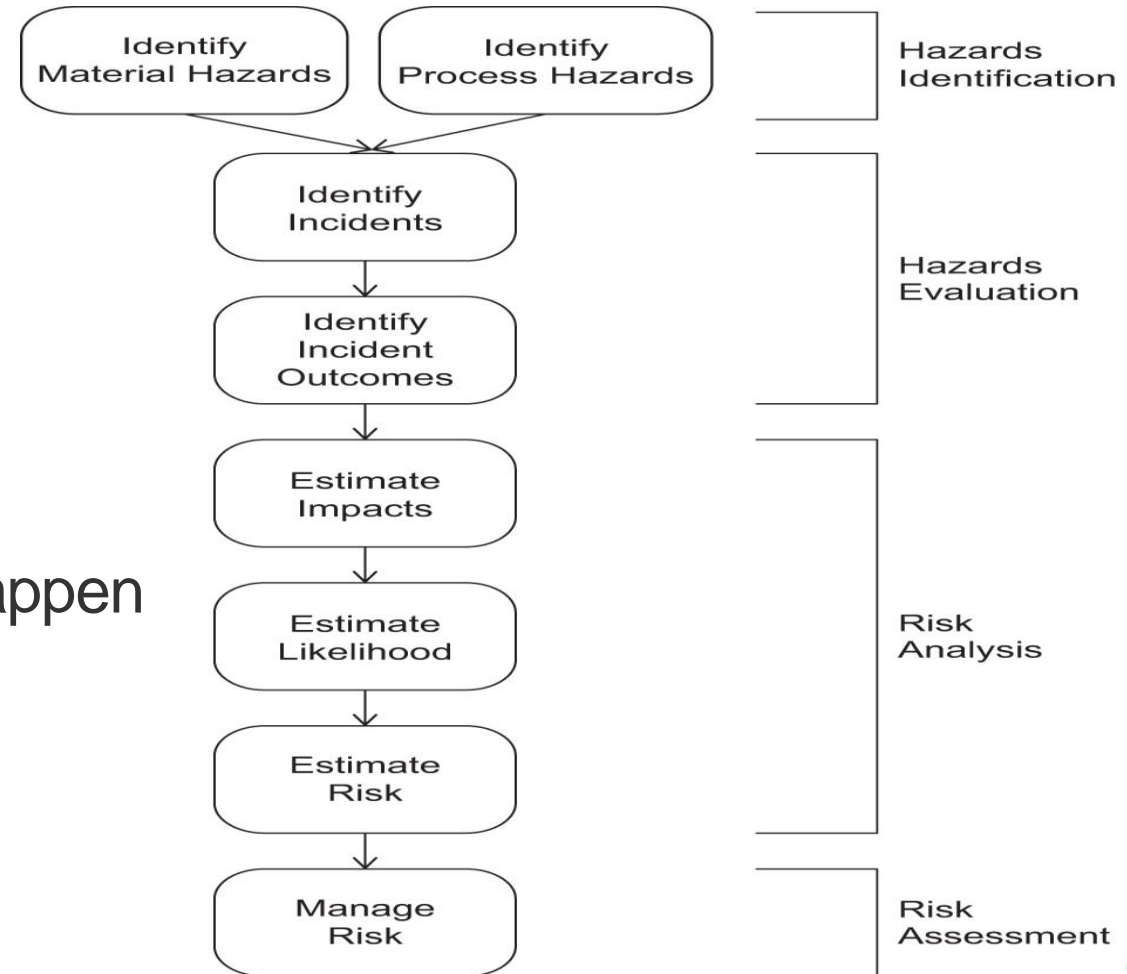 Identify
Material Hazards
Identify
Process Hazards
Hazards
Identification
Identify
Incidents
Identify
Incident
Outcomes
Hazards
Evaluation
Estimate
Impacts
appen
Estimate
Likelihood
Estimate
Risk
Risk
Analysis
Manage
Risk
Risk
Assessment